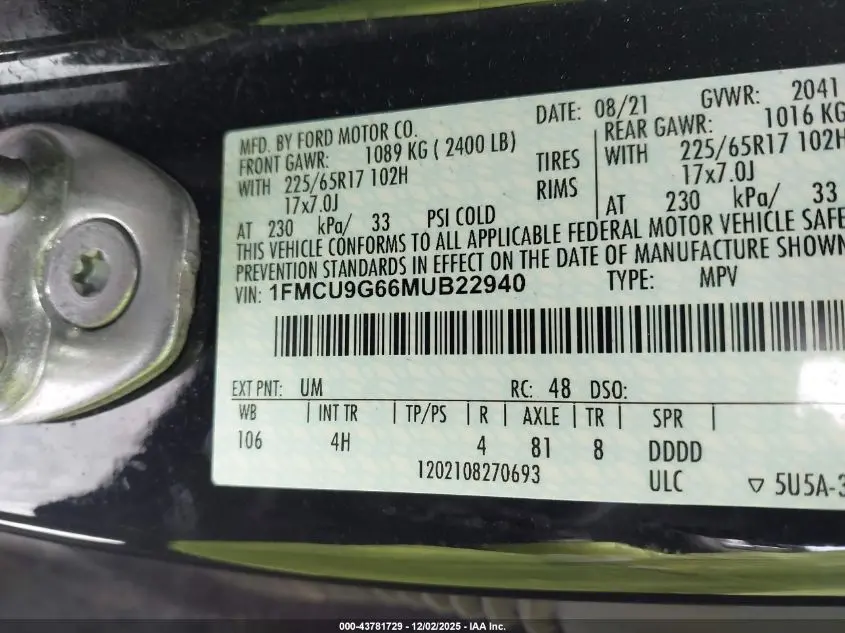 MFD. BY FORD MOTOR CO. DATE: 08/21 GVWR: 2041
FRONT GAWR: 1089 KG ( 2400 LB) REAR GAWR: 1016 KG
WITH 225/65R17 102H TIRES WITH 225/65R17 102H
17x7.0J RIMS 17x7.0J
AT 230 kPa/ 33 PSI COLD AT 230 kPa/ 33
THIS VEHICLE CONFORMS TO ALL APPLICABLE FEDERAL MOTOR VEHICLE SAFE
PREVENTION STANDARDS IN EFFECT ON THE DATE OF MANUFACTURE SHOWN
VIN: 1FMCU9G66MUB22940 TYPE: MPV
EXT PNT: UM RC: 48 DSO:
WB | INT TR | TP/PS | R | AXLE | TR | SPR |
106 4H 4 81 8 DDDD
1202108270693 ULC ▽ 5U5A-3
000-43781729 - 12/02/2025 - IAA Inc.